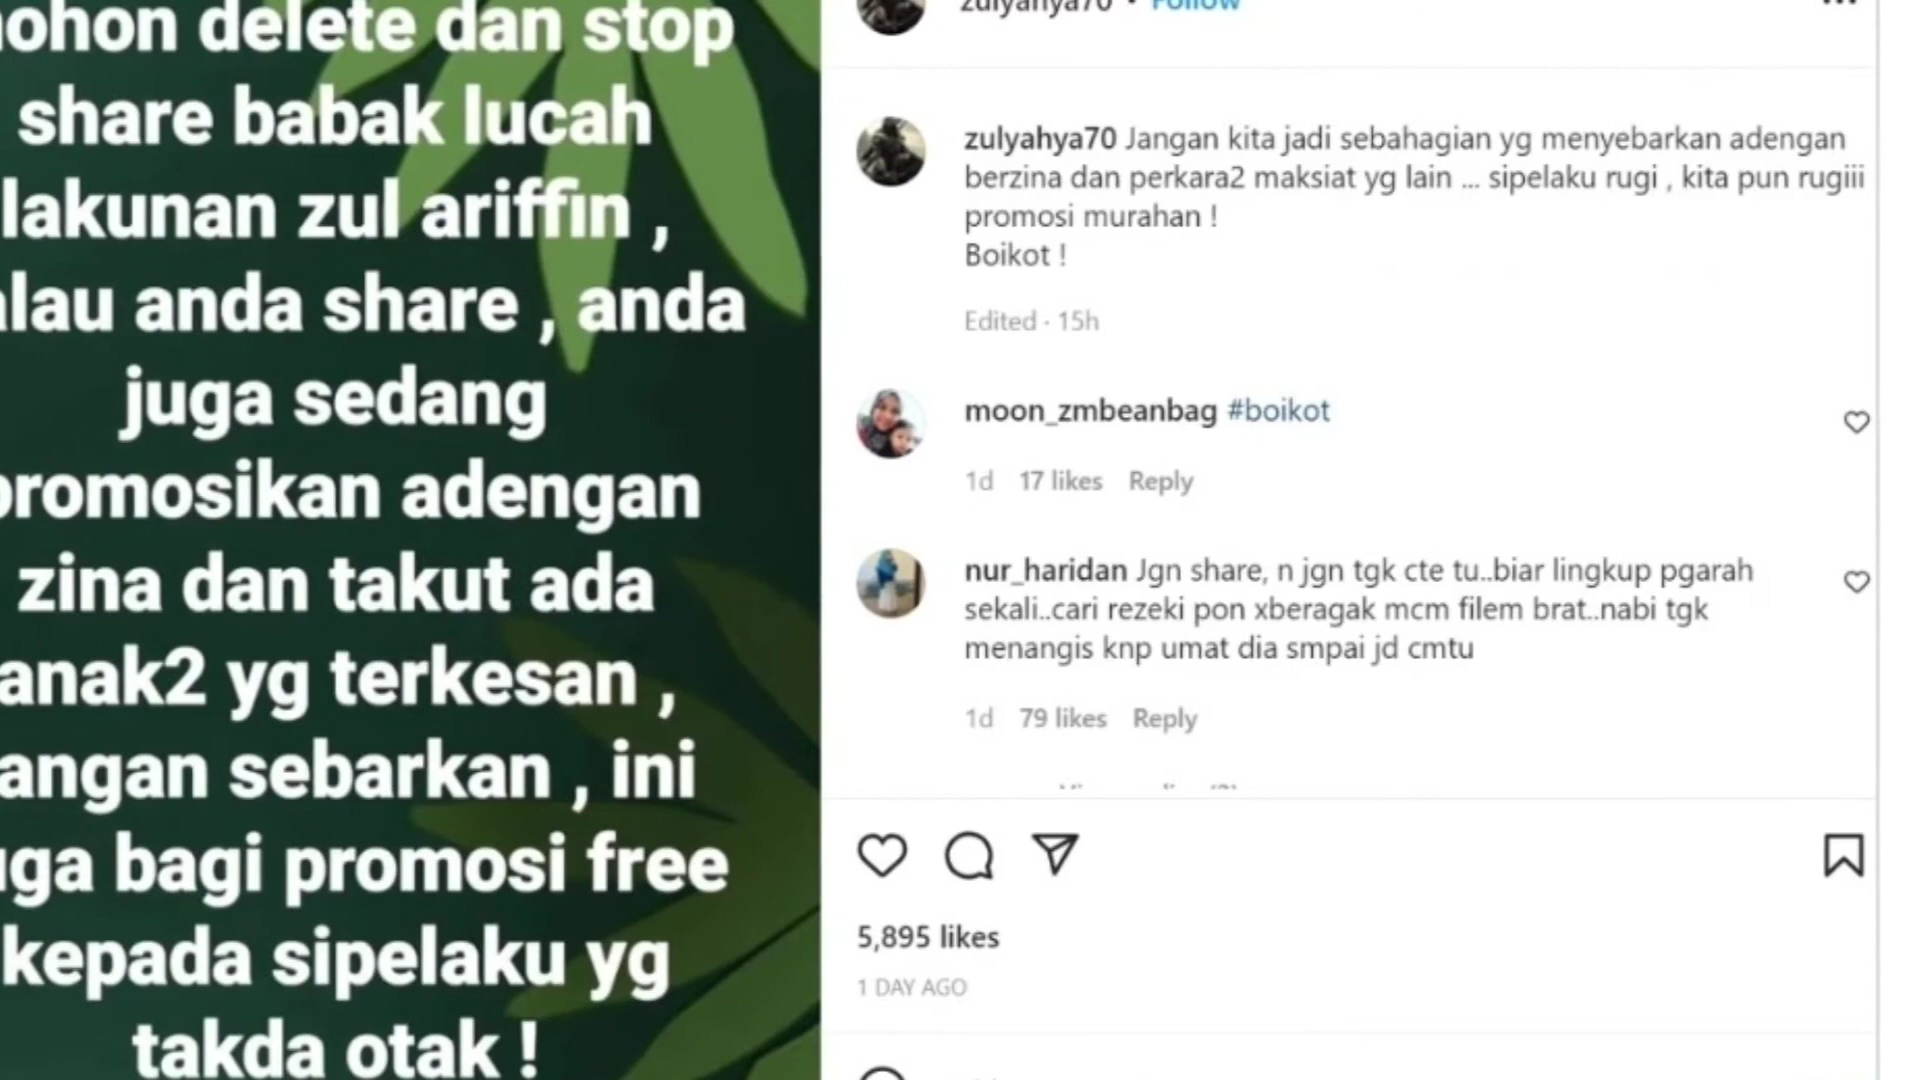 delete dan stop
share babak lucah
lakunan zul ariffin ,
anda share , anda
juga sedang
promosikan adengan
zina dan takut ada
anak2 yg terkesan ,
sebarkan , ini
bagi promosi free
kepada sipelaku yg
takda otak !
zulyahya70 • Follow
zulyahya70 Jangan kita jadi sebahagian yg menyebarkan adengan
berzina dan perkara2 maksiat yg lain ... sipelaku rugi , kita pun rugiii
promosi murahan !
Boikot !
Edited · 15h
moon_zmbeanbag #boikot
1d 17 likes Reply
nur_haridan Jgn share, n jgn tgk cte tu..biar lingkup pgarah
sekali..cari rezeki pon xberagak mcm filem brat..nabi tgk
menangis knp umat dia smpai jd cmtu
1d 79 likes Reply
5,895 likes
1 DAY AGO